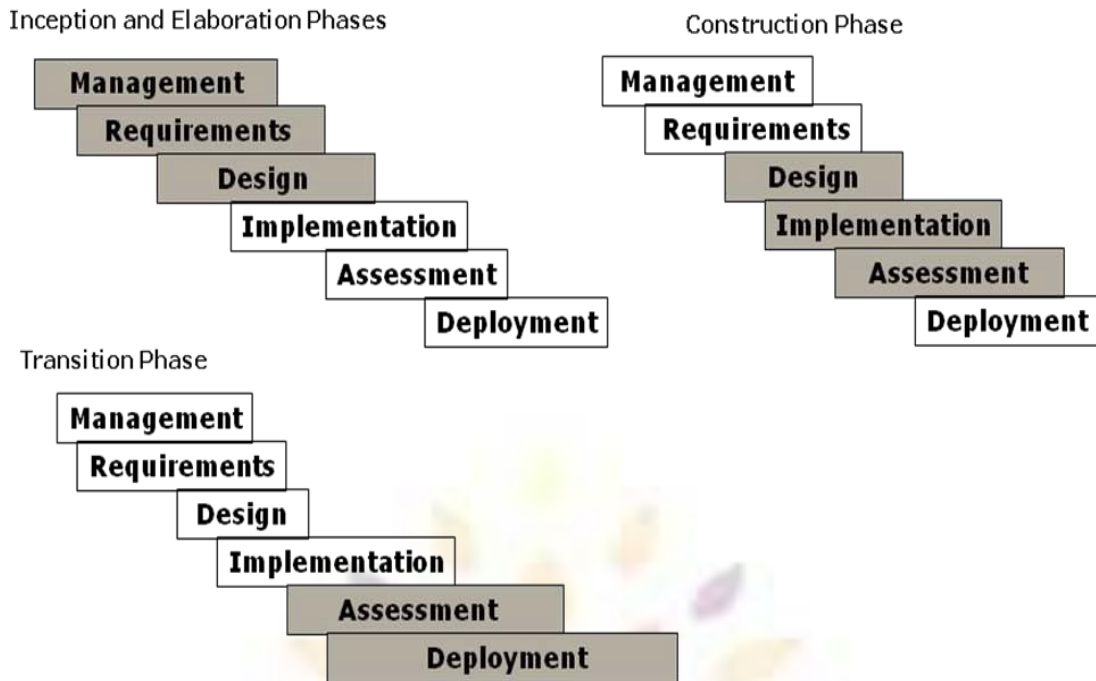 Inception and Elaboration Phases
Management
Requirements
Design
Implementation
Assessment
Deployment
Construction Phase
Management
Requirements
Design
Implementation
Assessment
Deployment
Transition Phase
Management
Requirements
Design
Implementation
Assessment
Deployment